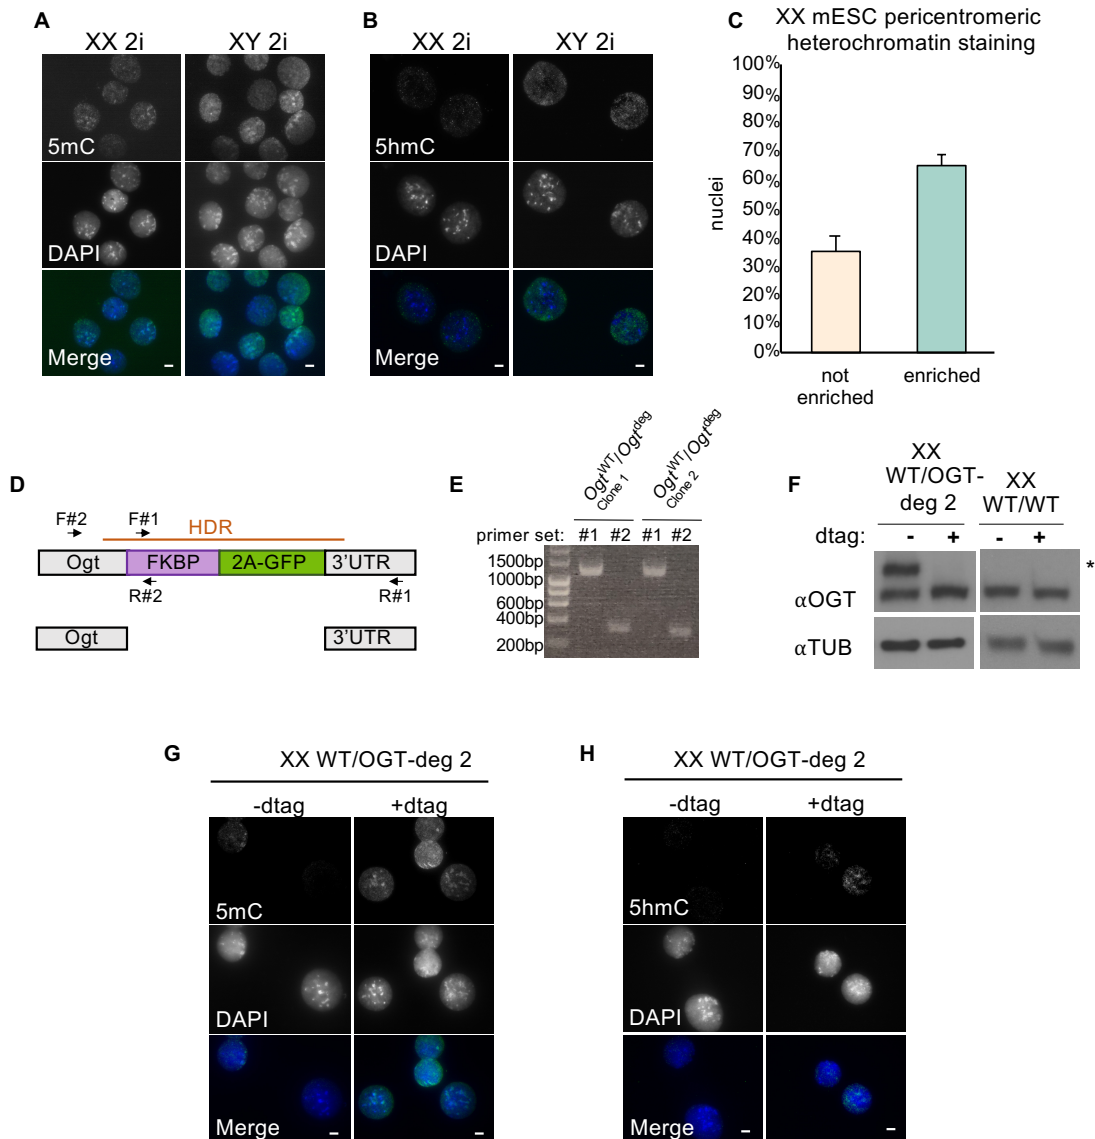 A
XX 2i
XY 2i
5mC
DAPI
Merge
B
XX 2i
XY 2i
5hmC
DAPI
Merge
C
XX mESC pericentromeric
heterochromatin staining
100%
90%
80%
70%
60%
50%
40%
30%
20%
10%
0%
nuclei
not
enriched
enriched
D
F#2
F#1
HDR
Ogt
FKBP
2A-GFP
3'UTR
R#2
R#1
Ogt
3'UTR
E
Ogt^WT/Ogt^deg
Clone 1
Ogt^WT/Ogt^deg
Clone 2
primer set: #1 #2 #1 #2
1500bp
1000bp
600bp
400bp
200bp
F
XX
WT/OGT-
deg 2
XX
WT/WT
dtag: - + - +
*
αOGT
αTUB
G
XX WT/OGT-deg 2
-dtag
+dtag
5mC
DAPI
Merge
H
XX WT/OGT-deg 2
-dtag
+dtag
5hmC
DAPI
Merge